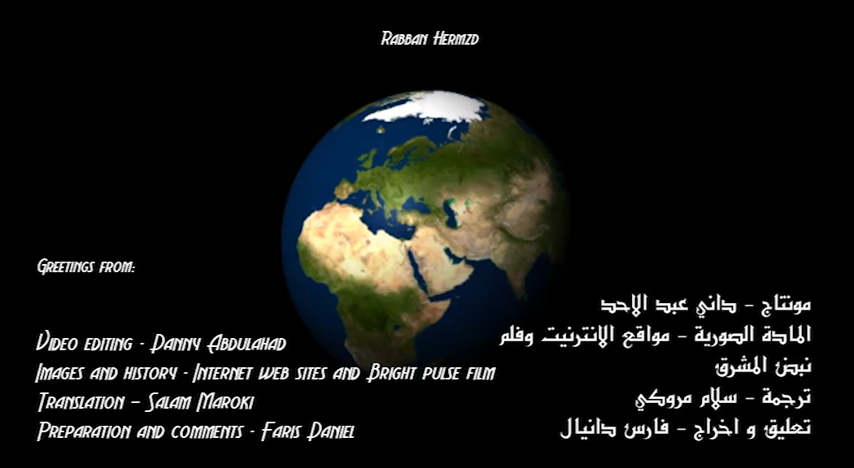 Rabban Hermzd
Greetings from:
Video editing - Danny Abdulahad
Images and history - Internet web sites and Bright pulse film
Translation – Salam Maroki
Preparation and comments - Faris Daniel
مونتاج - داني عبد الاحد
المادة الصورية - مواقع الانترنيت وفلم
نبض المشرق
ترجمة - سلام مروكي
تعليق و اخراج - فارس دانيال